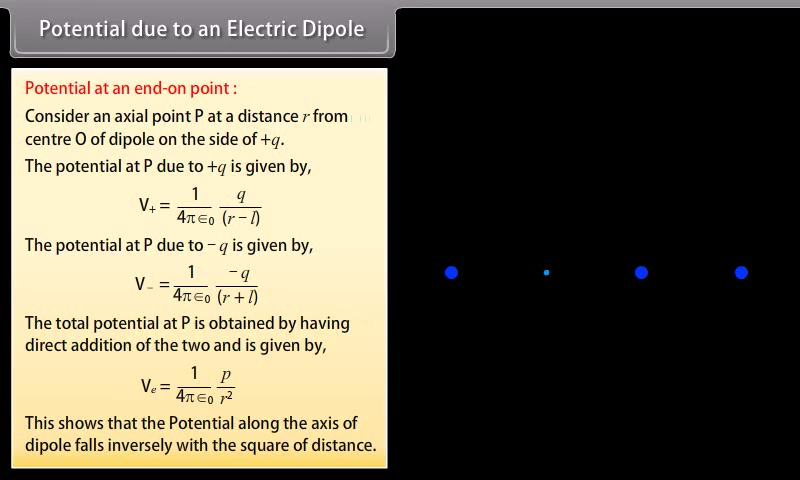 Potential due to an Electric Dipole
Potential at an end-on point :
Consider an axial point P at a distance r from
centre O of dipole on the side of +q.
The potential at P due to +q is given by,
V₊ = 1/4π∈₀ q/(r − l)
The potential at P due to − q is given by,
V₋ = 1/4π∈₀ − q/(r + l)
The total potential at P is obtained by having
direct addition of the two and is given by,
Vₑ = 1/4π∈₀ p/r²
This shows that the Potential along the axis of
dipole falls inversely with the square of distance.